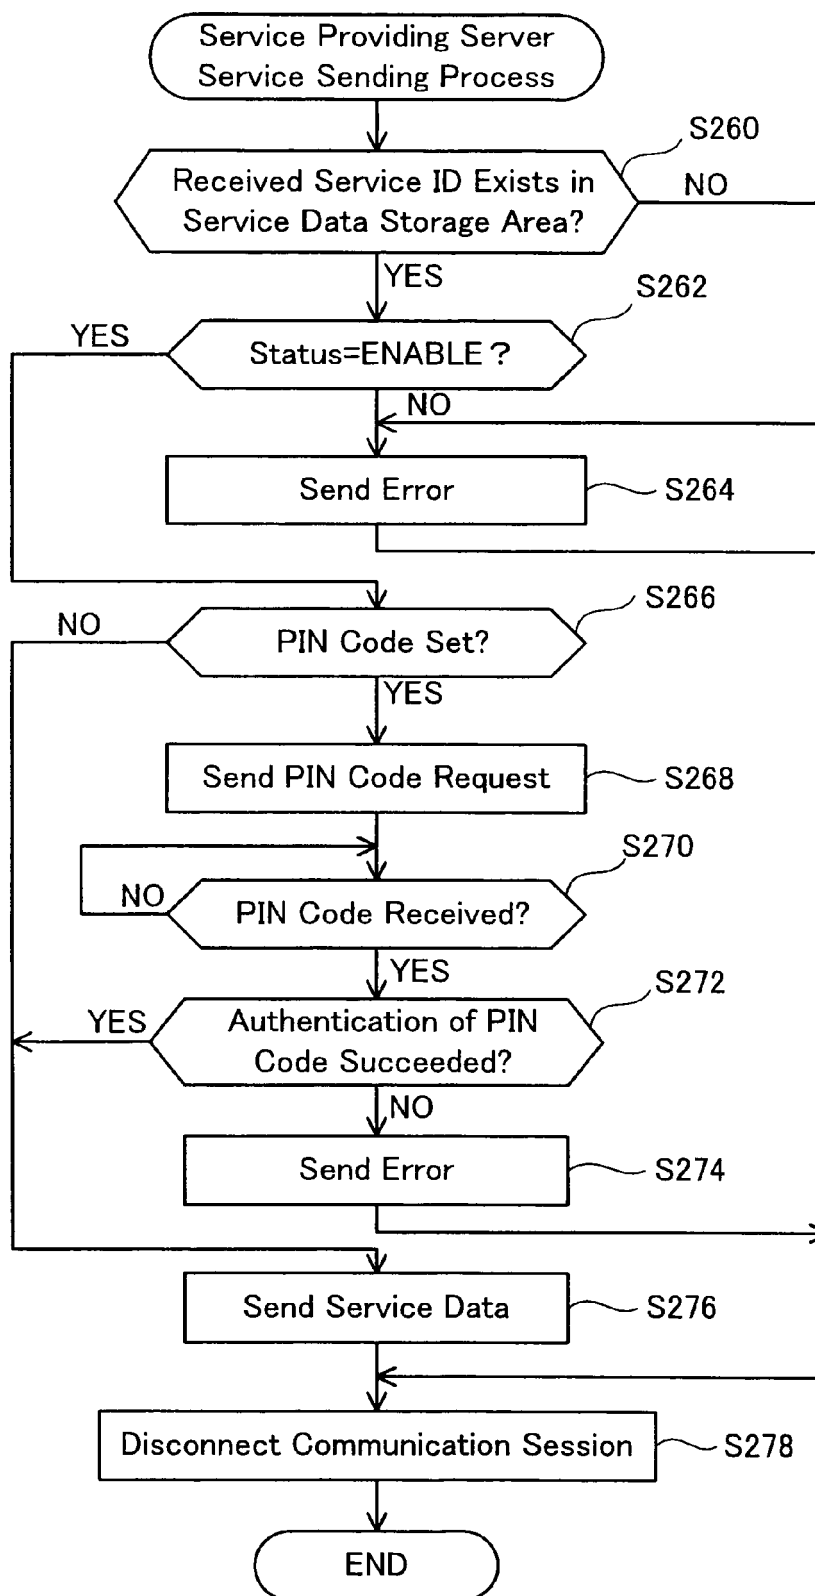 Service Providing Server
Service Sending Process
S260
Received Service ID Exists in
Service Data Storage Area?
NO
YES
S262
YES
Status=ENABLE?
NO
Send Error
S264
S266
NO
PIN Code Set?
YES
Send PIN Code Request
S268
S270
NO
PIN Code Received?
YES
S272
YES
Authentication of PIN
Code Succeeded?
NO
Send Error
S274
Send Service Data
S276
Disconnect Communication Session
S278
END